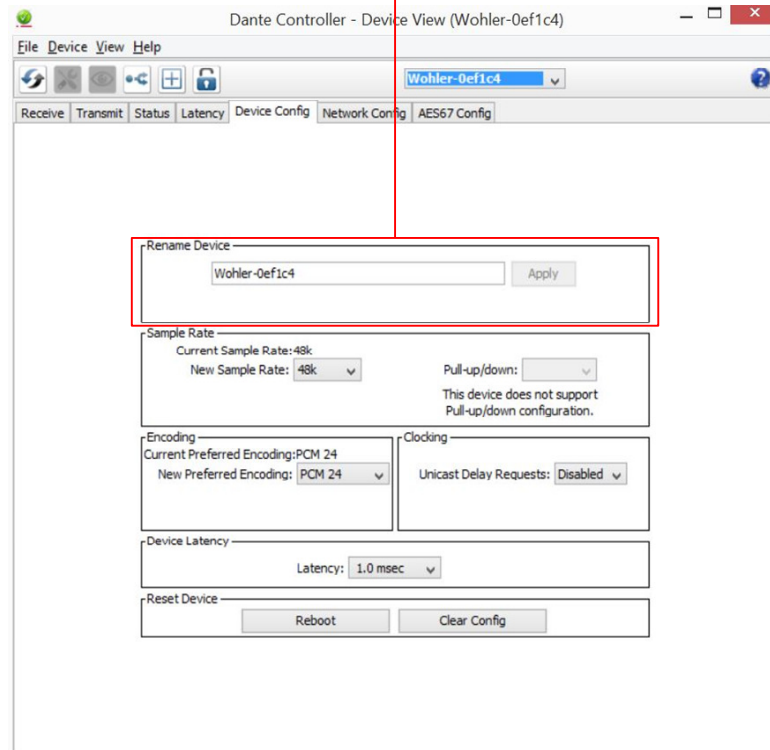 Dante Controller - Device View (Wohler-0ef1c4)
File Device View Help
Wohler-0ef1c4
Receive Transmit Status Latency Device Config Network Config AES67 Config
Rename Device
Wohler-0ef1c4 Apply
Sample Rate
Current Sample Rate:48k
New Sample Rate: 48k Pull-up/down:
This device does not support
Pull-up/down configuration.
Encoding Clocking
Current Preferred Encoding:PCM 24
New Preferred Encoding: PCM 24 Unicast Delay Requests: Disabled
Device Latency
Latency: 1.0 msec
Reset Device
Reboot Clear Config